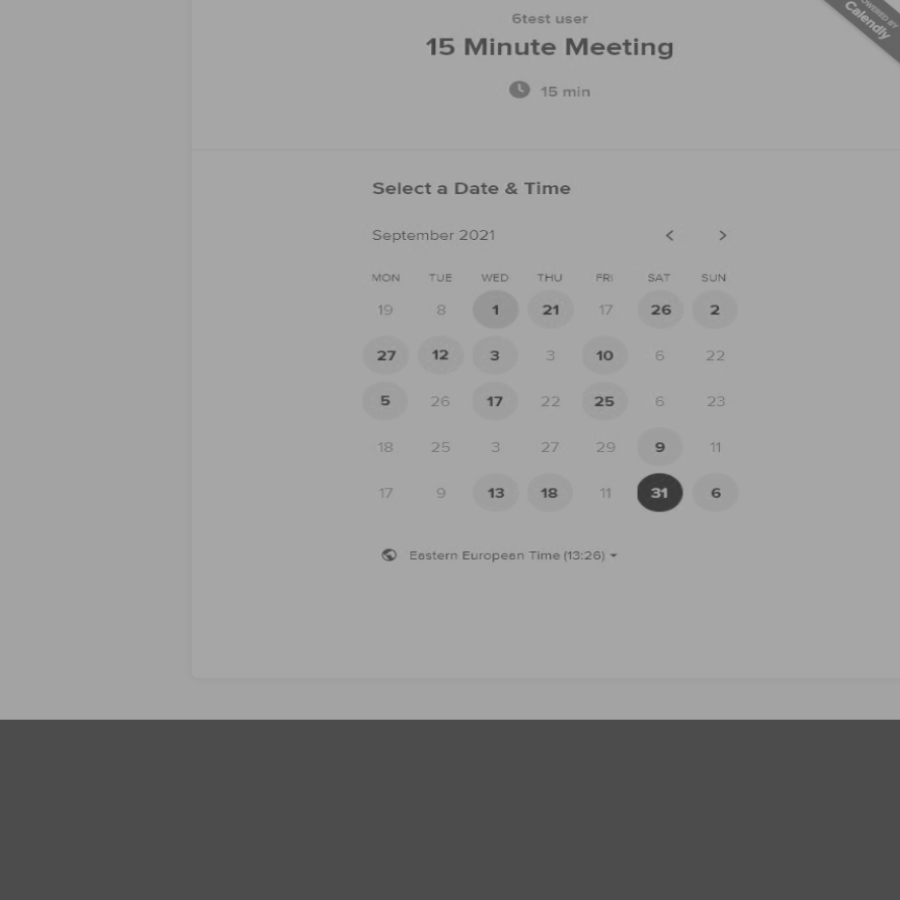 6test user
15 Minute Meeting
15 min
POWERED BY
Calendly
Select a Date & Time
September 2021
MON TUE WED THU FRI SAT SUN
19 8 1 21 17 26 2
27 12 3 3 10 6 22
5 26 17 22 25 6 23
18 25 3 27 29 9 11
17 9 13 18 11 31 6
Eastern European Time (13:26)